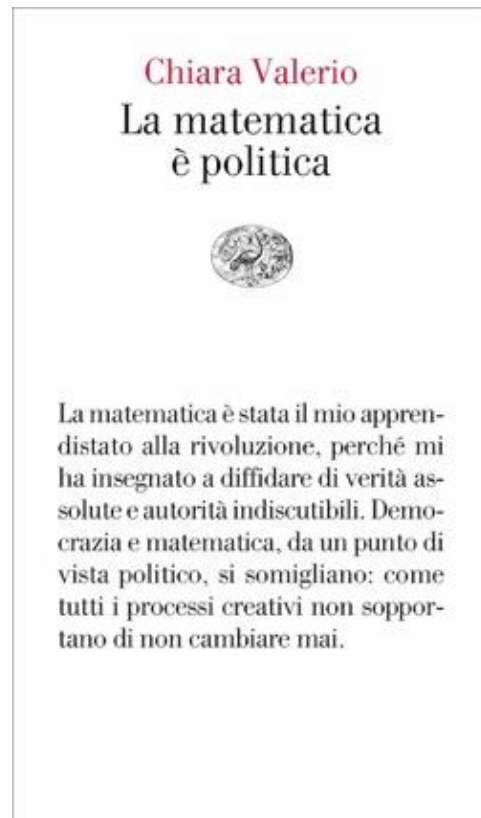 Chiara Valerio
La matematica
è politica
La matematica è stata il mio appren-
distato alla rivoluzione, perché mi
ha insegnato a diffidare di verità as-
solute e autorità indiscutibili. Demo-
crazia e matematica, da un punto di
vista politico, si somigliano: come
tutti i processi creativi non soppor-
tano di non cambiare mai.